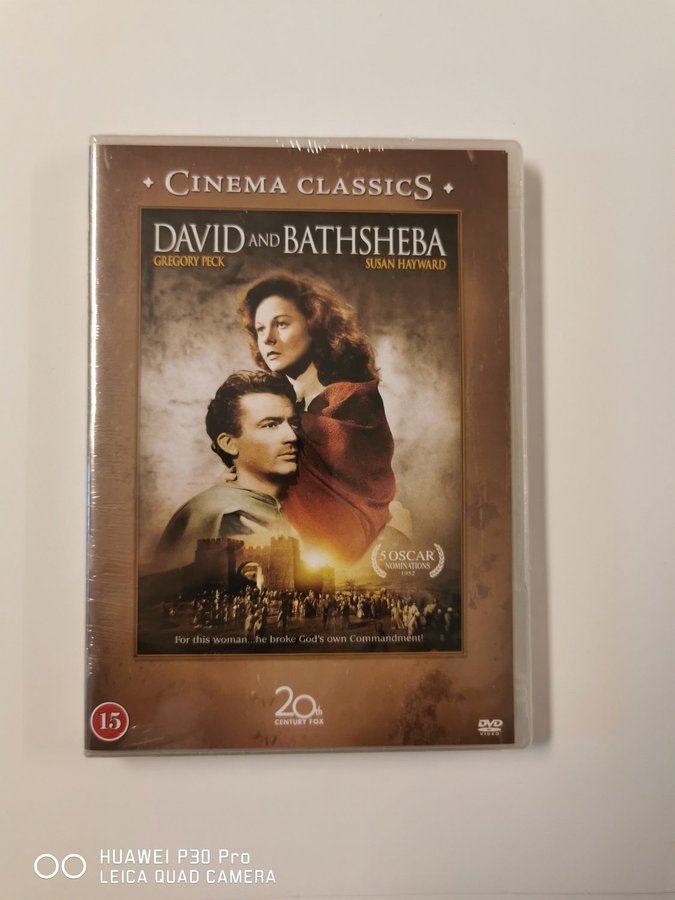 CINEMA CLASSICS
DAVID AND BATHSHEBA
GREGORY PECK SUSAN HAYWARD
5 OSCAR
NOMINATIONS
1952
For this woman...he broke God's own Commandment!
15
20th
CENTURY FOX
DVD
VIDEO
HUAWEI P30 Pro
LEICA QUAD CAMERA